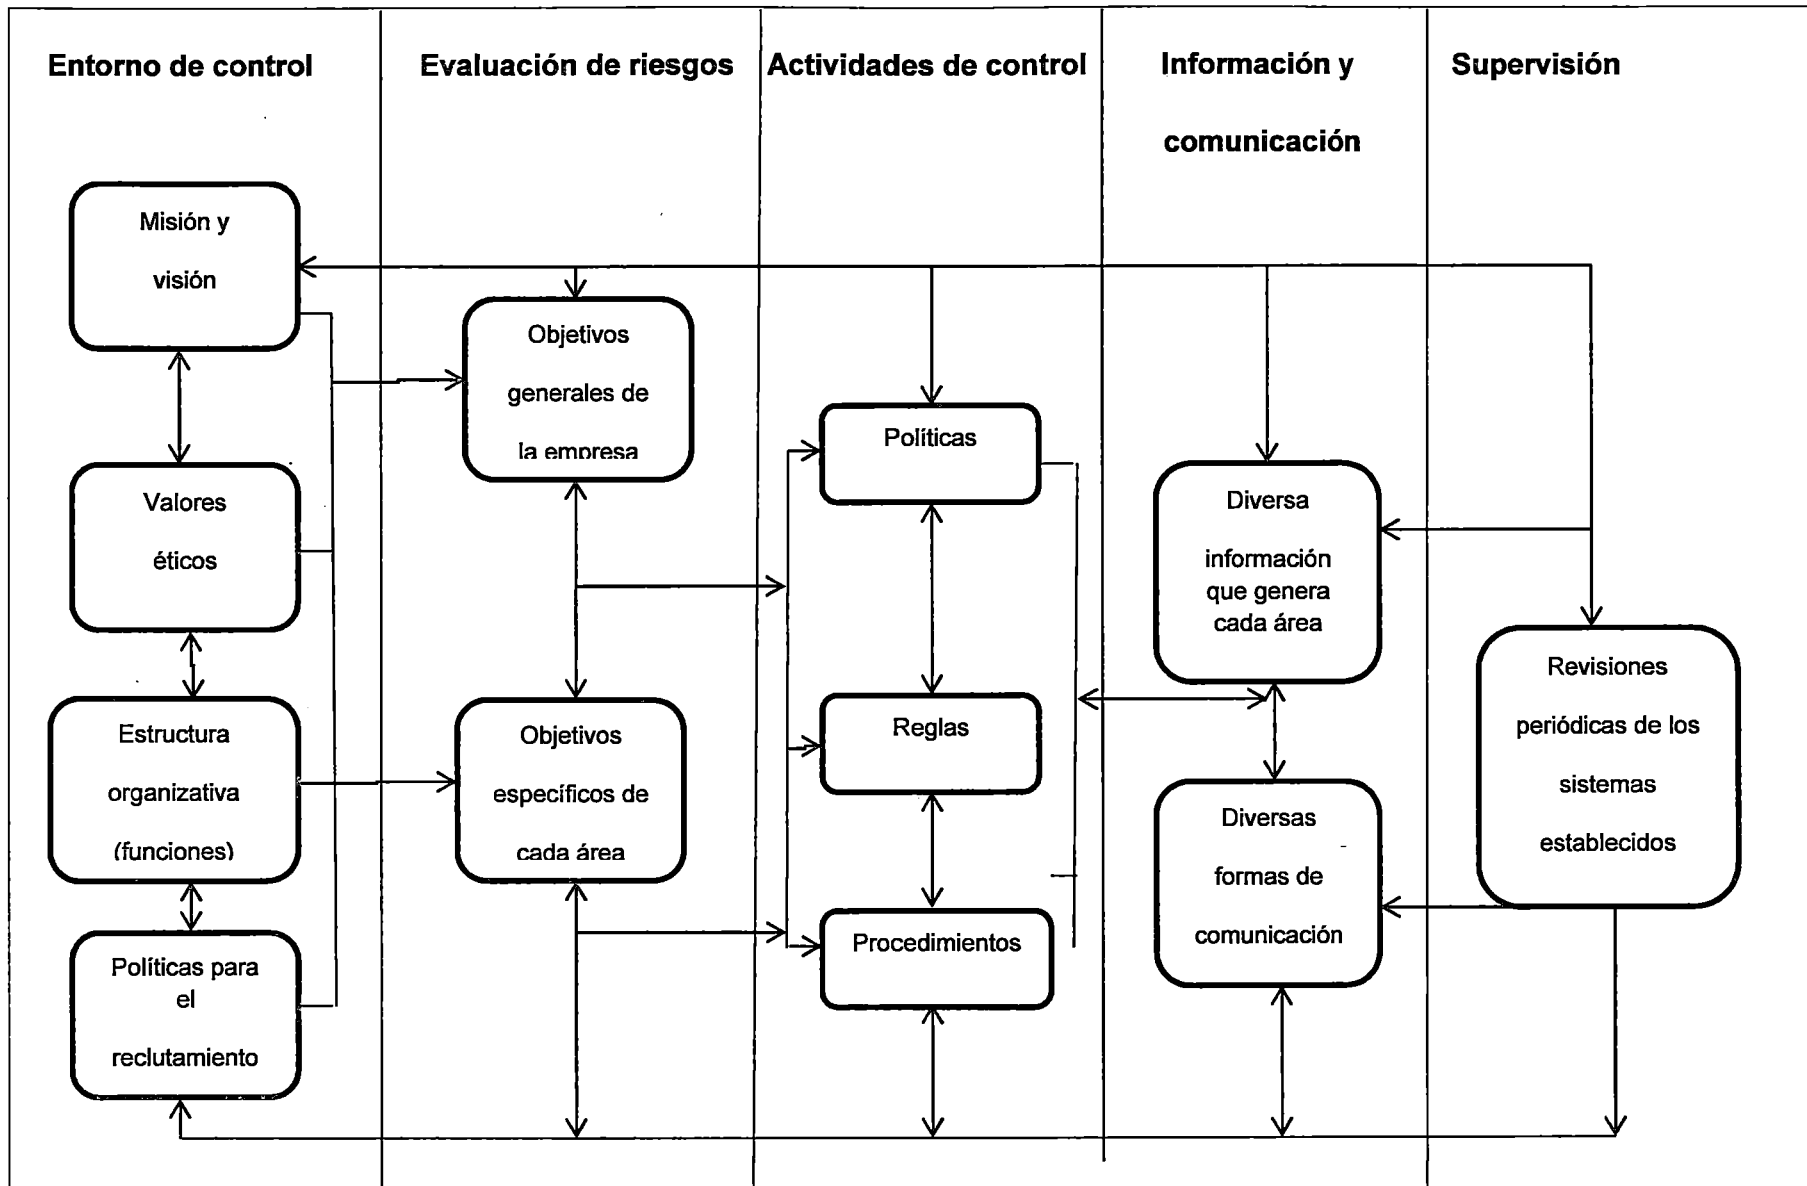 Entorno de control
Evaluación de riesgos
Actividades de control
Información y
comunicación
Supervisión
Misión y
visión
Valores
éticos
Estructura
organizativa
(funciones)
Políticas para
el
reclutamiento
Objetivos
generales de
la empresa
Objetivos
específicos de
cada área
Políticas
Reglas
Procedimientos
Diversa
información
que genera
cada área
Diversas
formas de
comunicación
Revisiones
periódicas de los
sistemas
establecidos